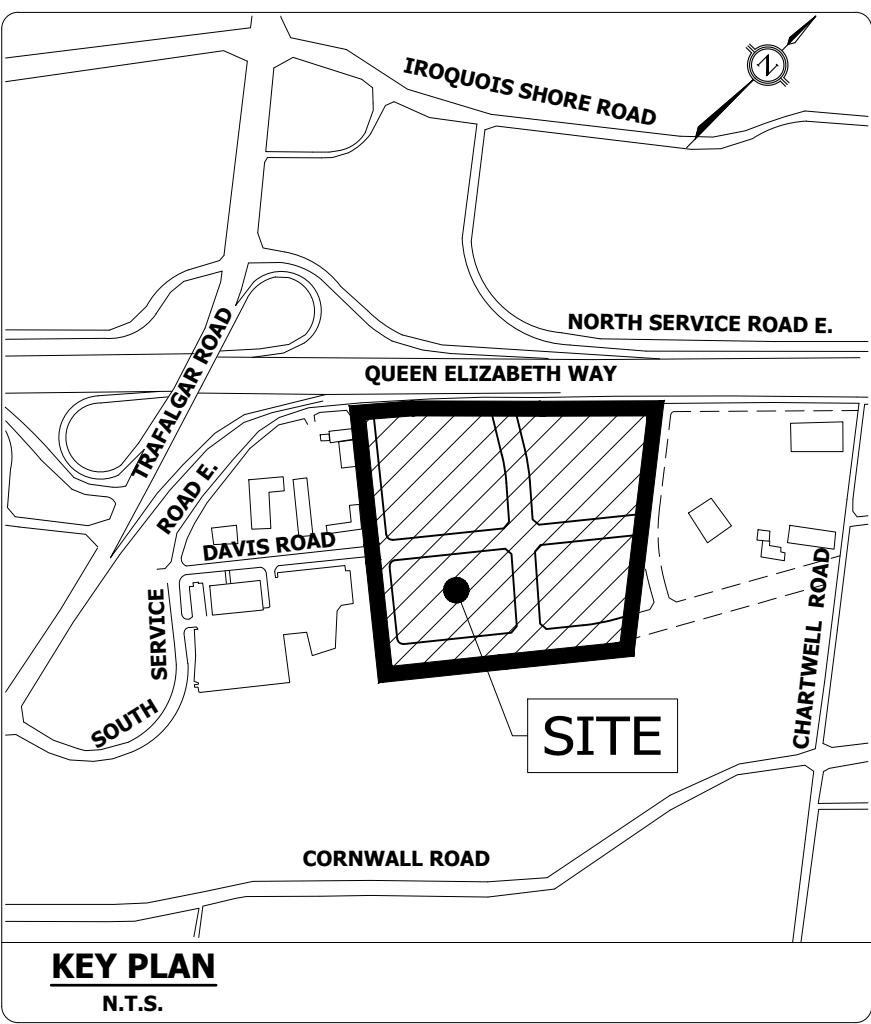 IROQUOIS SHORE ROAD
N
NORTH SERVICE ROAD E.
QUEEN ELIZABETH WAY
TRAFALGAR ROAD
SOUTH SERVICE ROAD E.
DAVIS ROAD
CHARTWELL ROAD
SITE
CORNWALL ROAD
KEY PLAN
N.T.S.